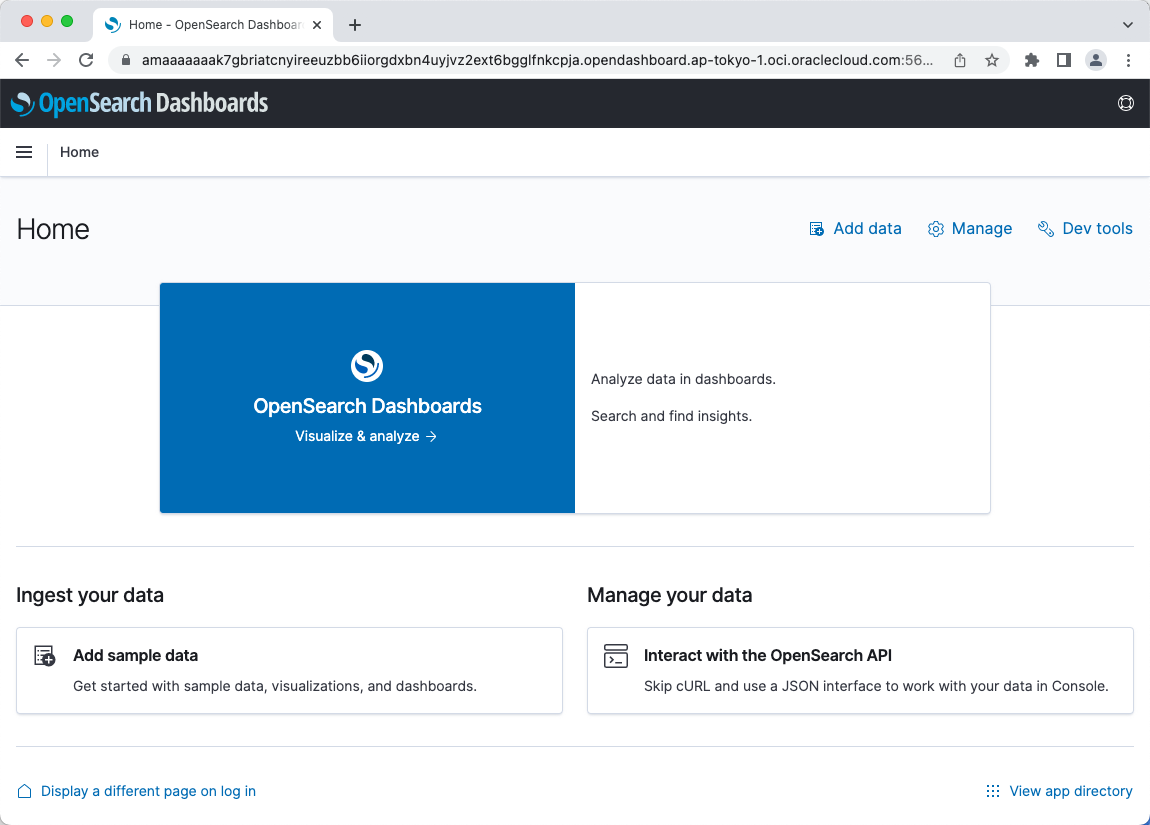 Home - OpenSearch Dashboar
amaaaaaaak7gbriatcnyireeuzbb6iiorgdxbn4uyjvz2ext6bgglfnkcpja.opendashboard.ap-tokyo-1.oci.oraclecloud.com:56...
OpenSearch Dashboards
Home
Home
Add data
Manage
Dev tools
OpenSearch Dashboards
Visualize & analyze →
Analyze data in dashboards.
Search and find insights.
Ingest your data
Manage your data
Add sample data
Get started with sample data, visualizations, and dashboards.
Interact with the OpenSearch API
Skip cURL and use a JSON interface to work with your data in Console.
Display a different page on log in
View app directory